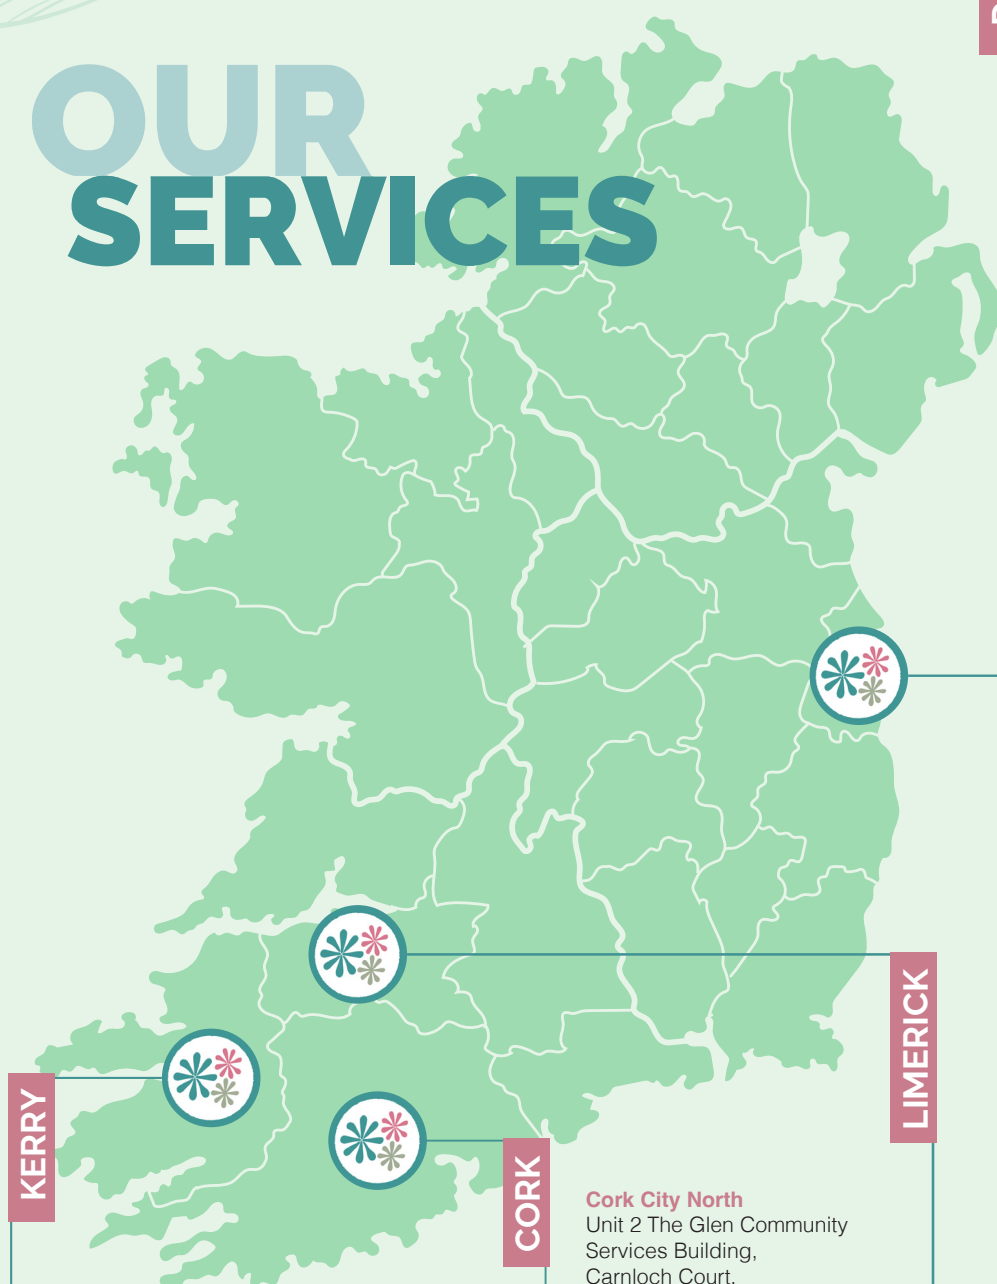 OUR
SERVICES
LIMERICK
KERRY
CORK
Cork City North
Unit 2 The Glen Community
Services Building,
Carnloch Court.